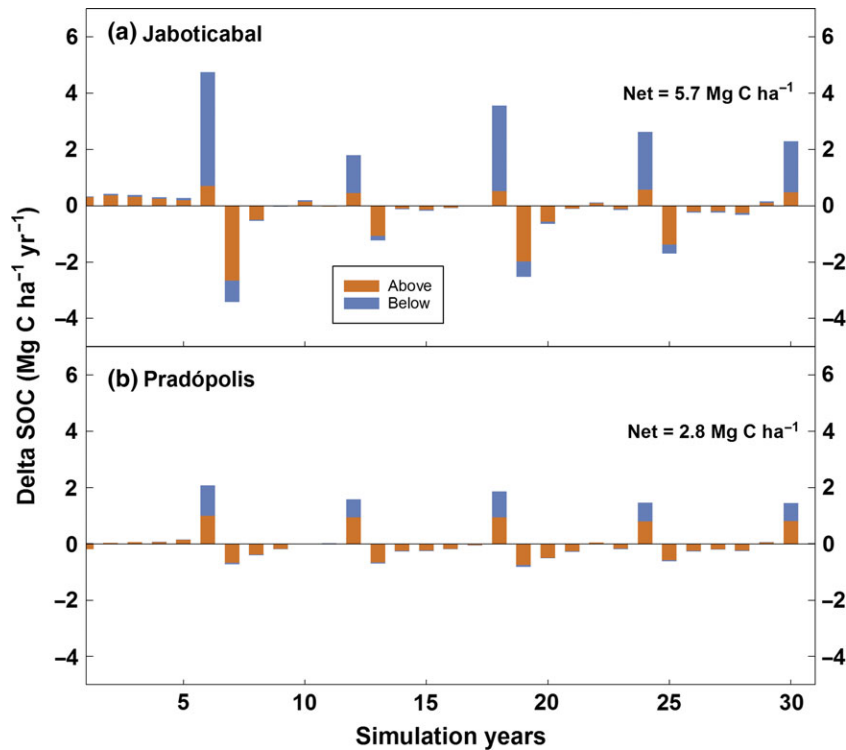 (a) Jaboticabal
Net = 5.7 Mg C ha⁻¹
6
4
2
0
−2
−4
6
4
2
0
−2
−4
Above
Below
(b) Pradópolis
Net = 2.8 Mg C ha⁻¹
6
4
2
0
−2
−4
6
4
2
0
−2
−4
Delta SOC (Mg C ha⁻¹ yr⁻¹)
5 10 15 20 25 30
Simulation years